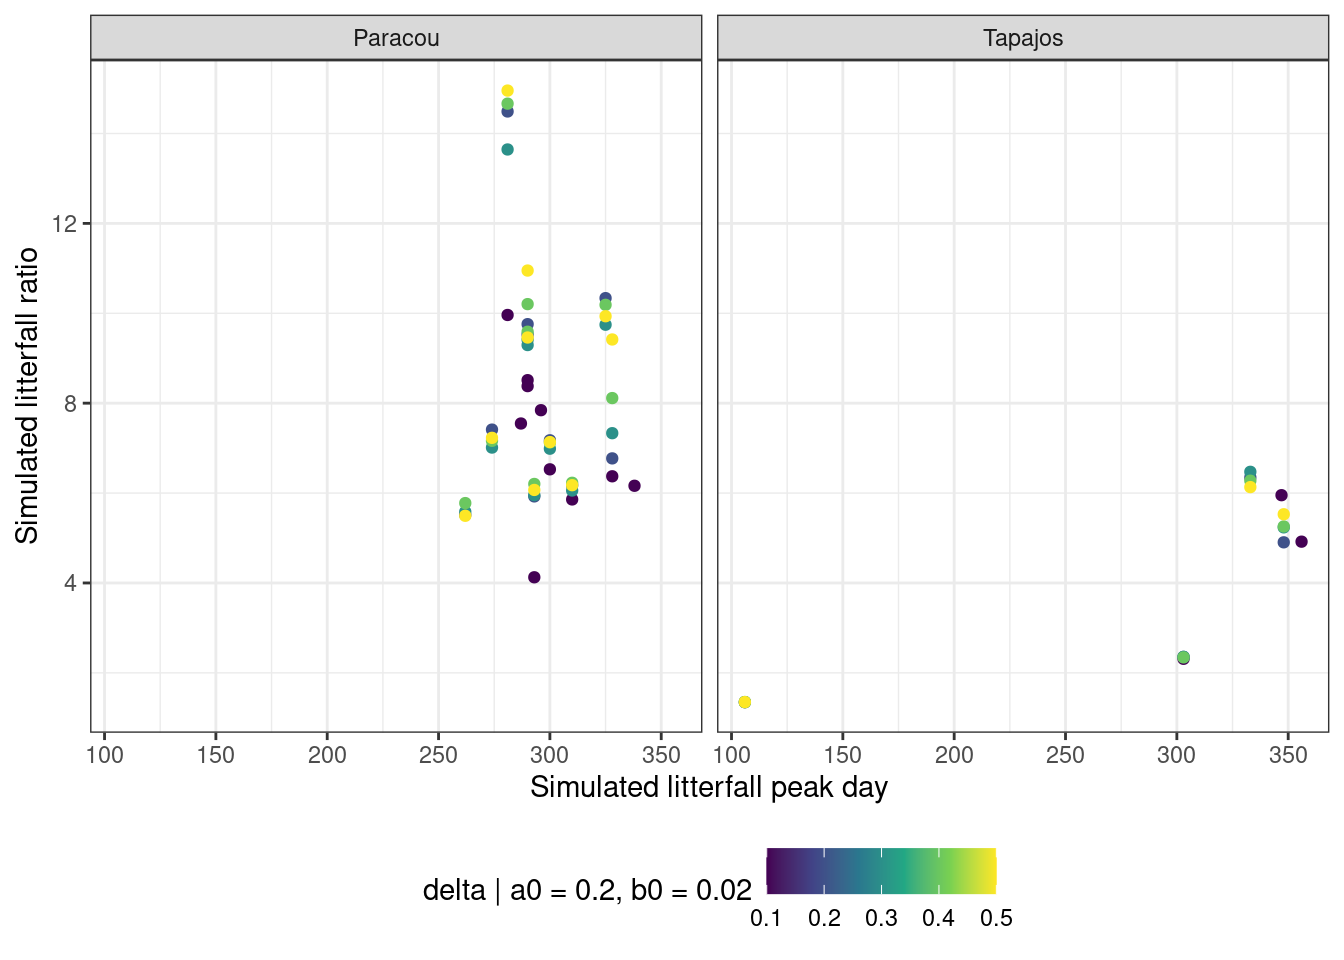 Paracou
Tapajos
Simulated litterfall ratio
12
8
4
100 150 200 250 300 350
100 150 200 250 300 350
Simulated litterfall peak day
delta | a0 = 0.2, b0 = 0.02
0.1 0.2 0.3 0.4 0.5